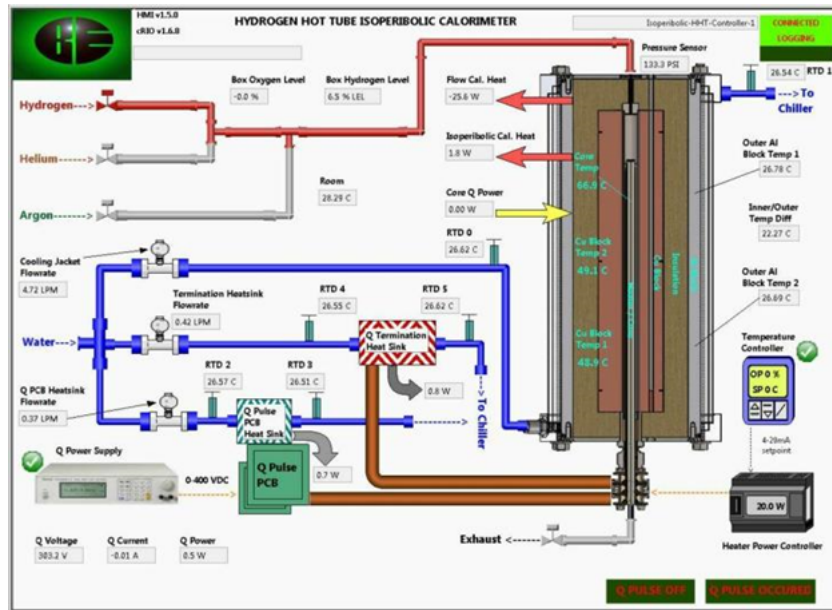 BE
HMI v1.5.0
cRIO v1.6.0
HYDROGEN HOT TUBE ISOPERIBOLIC CALORIMETER
Isoperibolic-HHT-Controller-1
CONNECTED
LOGGING
Pressure Sensor
133.3 PSI
26.54 C
RTD 1
To
Chiller
Box Oxygen Level
-0.0 %
Box Hydrogen Level
6.5 % LEL
Flow Cal. Heat
-25.6 W
Hydrogen
Isoperibolic Cal. Heat
1.8 W
Helium
Core
Temp
66.9 C
Outer Al
Block Temp 1
26.78 C
Room
28.29 C
Core Q Power
0.00 W
Argon
Inner/Outer
Temp Diff
22.27 C
RTD 0
26.62 C
Cu Block
Temp 2
49.1 C
Cu Block
Insulation
Cooling Jacket
Flowrate
4.72 LPM
Outer Al
Block Temp 2
26.69 C
Termination Heatsink
Flowrate
0.42 LPM
RTD 4
26.55 C
RTD 5
26.62 C
Water
Q Termination
Heat Sink
Cu Block
Temp 1
48.9 C
Temperature
Controller
OP 0 %
SP 0 C
Q PCB Heatsink
Flowrate
0.37 LPM
RTD 2
26.57 C
RTD 3
26.51 C
0.8 W
To Chiller
Q Pulse
PCB
Heat Sink
0.7 W
4-20mA
setpoint
Q Power Supply
0-400 VDC
Q Pulse
PCB
20.0 W
Heater Power Controller
Q Voltage
303.2 V
Q Current
-0.01 A
Q Power
0.5 W
Exhaust
Q PULSE OFF
Q PULSE OCCURED